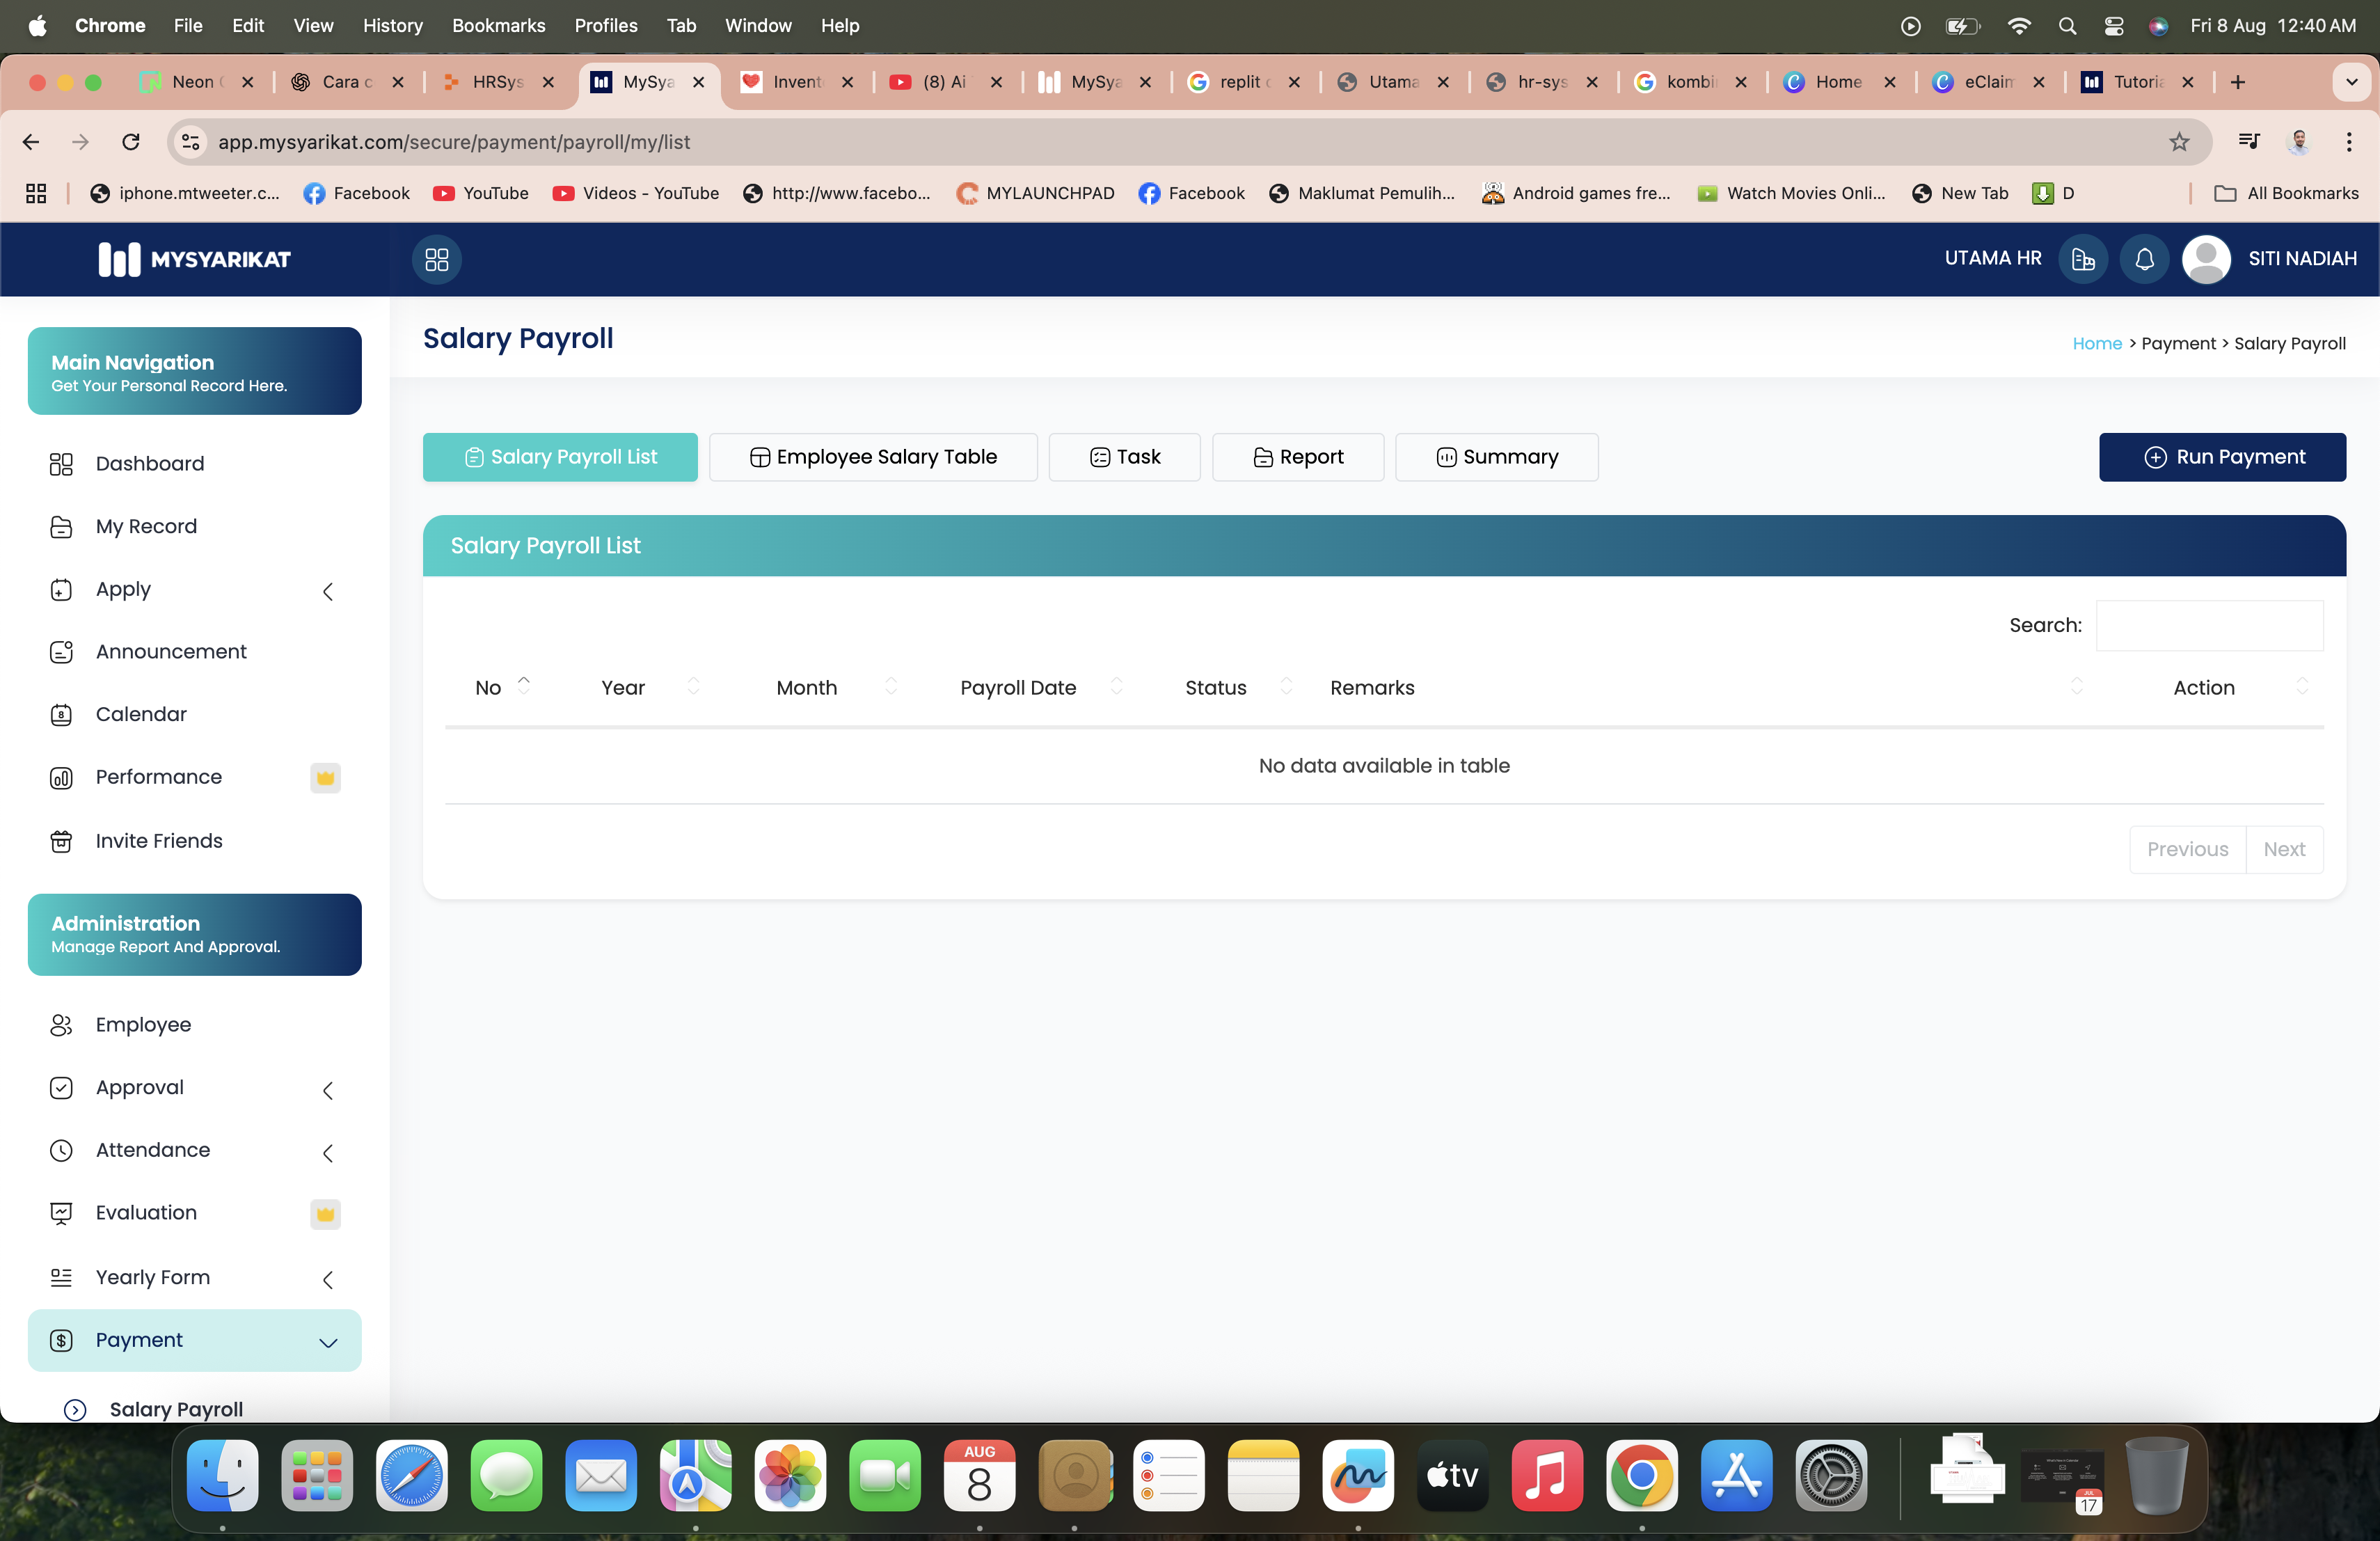 Chrome File Edit View History Bookmarks Profiles Tab Window Help Fri 8 Aug 12:40 AM
Neon Cara c HRSys MySya Invent (8) Ai MySya replit Utama hr-sys kombi Home eClaim Tutoria
app.mysyarikat.com/secure/payment/payroll/my/list
iphone.mtweeter.c... Facebook YouTube Videos - YouTube http://www.facebo... MYLAUNCHPAD Facebook Maklumat Pemulih... Android games fre... Watch Movies Onli... New Tab D All Bookmarks
MYSYARIKAT UTAMA HR SITI NADIAH
Main Navigation
Get Your Personal Record Here.
Dashboard
My Record
Apply
Announcement
Calendar
8
Performance
Invite Friends
Administration
Manage Report And Approval.
Employee
Approval
Attendance
Evaluation
Yearly Form
Payment
Salary Payroll
Salary Payroll
Home > Payment > Salary Payroll
Salary Payroll List Employee Salary Table Task Report Summary Run Payment
Salary Payroll List
Search:
No Year Month Payroll Date Status Remarks Action
No data available in table
Previous Next
AUG
8
tv
JUL
17